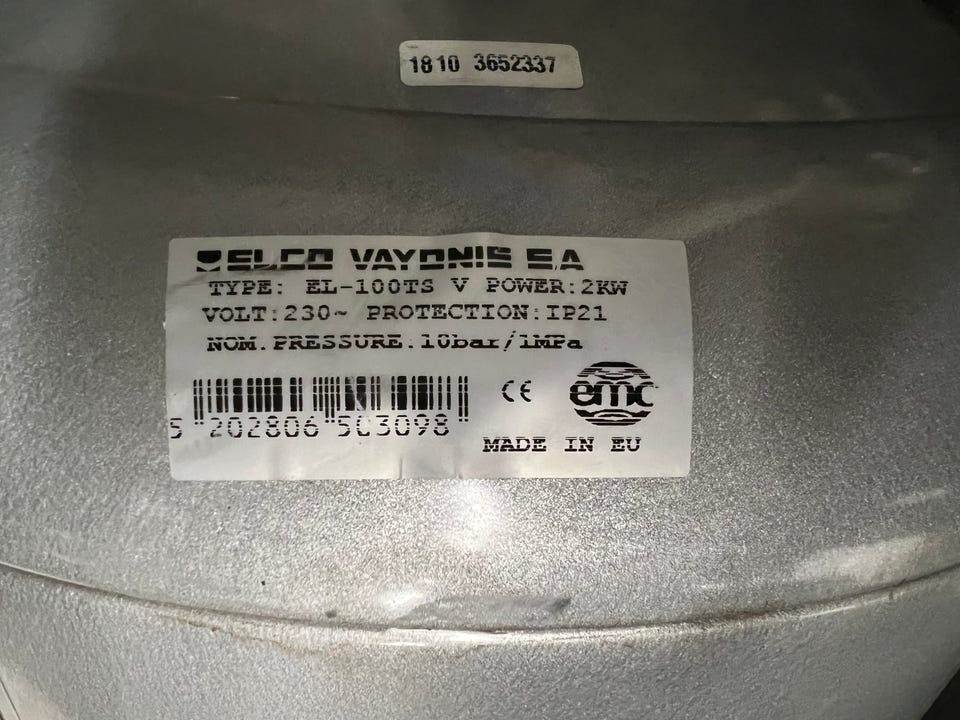 1810 3652337
ELCO VAYONIS S.A
TYPE: EL-100TS V POWER:2KW
VOLT:230~ PROTECTION:IP21
NOM.PRESSURE.10bar/1MPa
CE emc
5 202806 503098
MADE IN EU